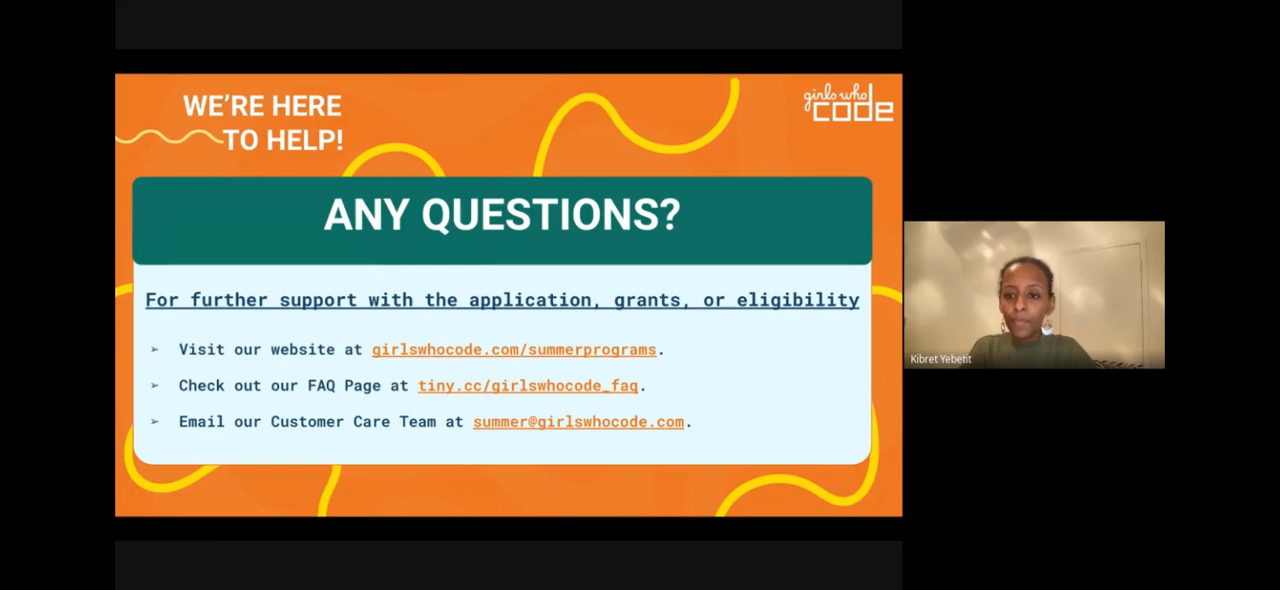 WE’RE HERE
TO HELP!
girls who
code
ANY QUESTIONS?
For further support with the application, grants, or eligibility
➢ Visit our website at girlswhocode.com/summerprograms.
➢ Check out our FAQ Page at tiny.cc/girlswhocode_faq.
➢ Email our Customer Care Team at summer@girlswhocode.com.
Kibret Yebetit